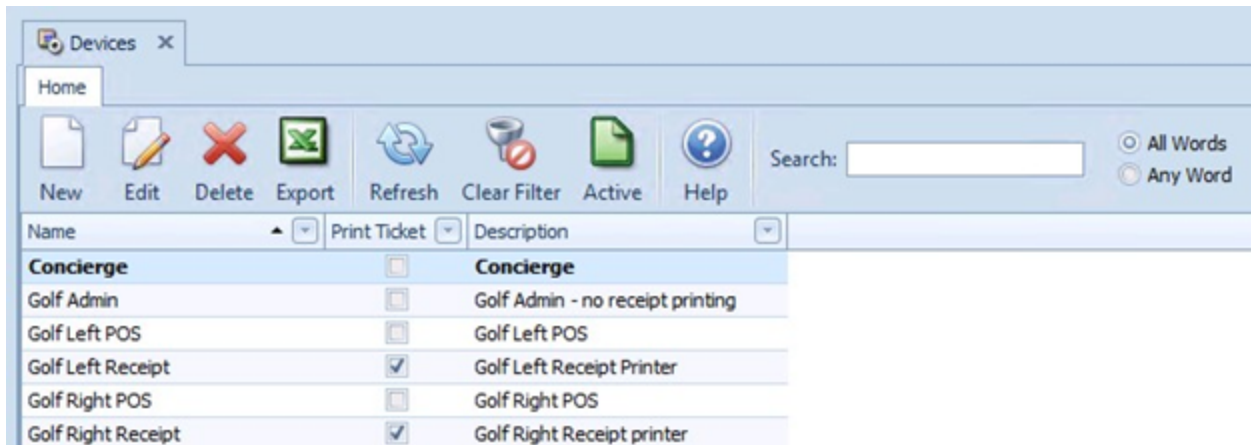 Devices
Home
New Edit Delete Export Refresh Clear Filter Active Help Search: All Words
Any Word
Name Print Ticket Description
Concierge Concierge
Golf Admin Golf Admin - no receipt printing
Golf Left POS Golf Left POS
Golf Left Receipt Golf Left Receipt Printer
Golf Right POS Golf Right POS
Golf Right Receipt Golf Right Receipt printer